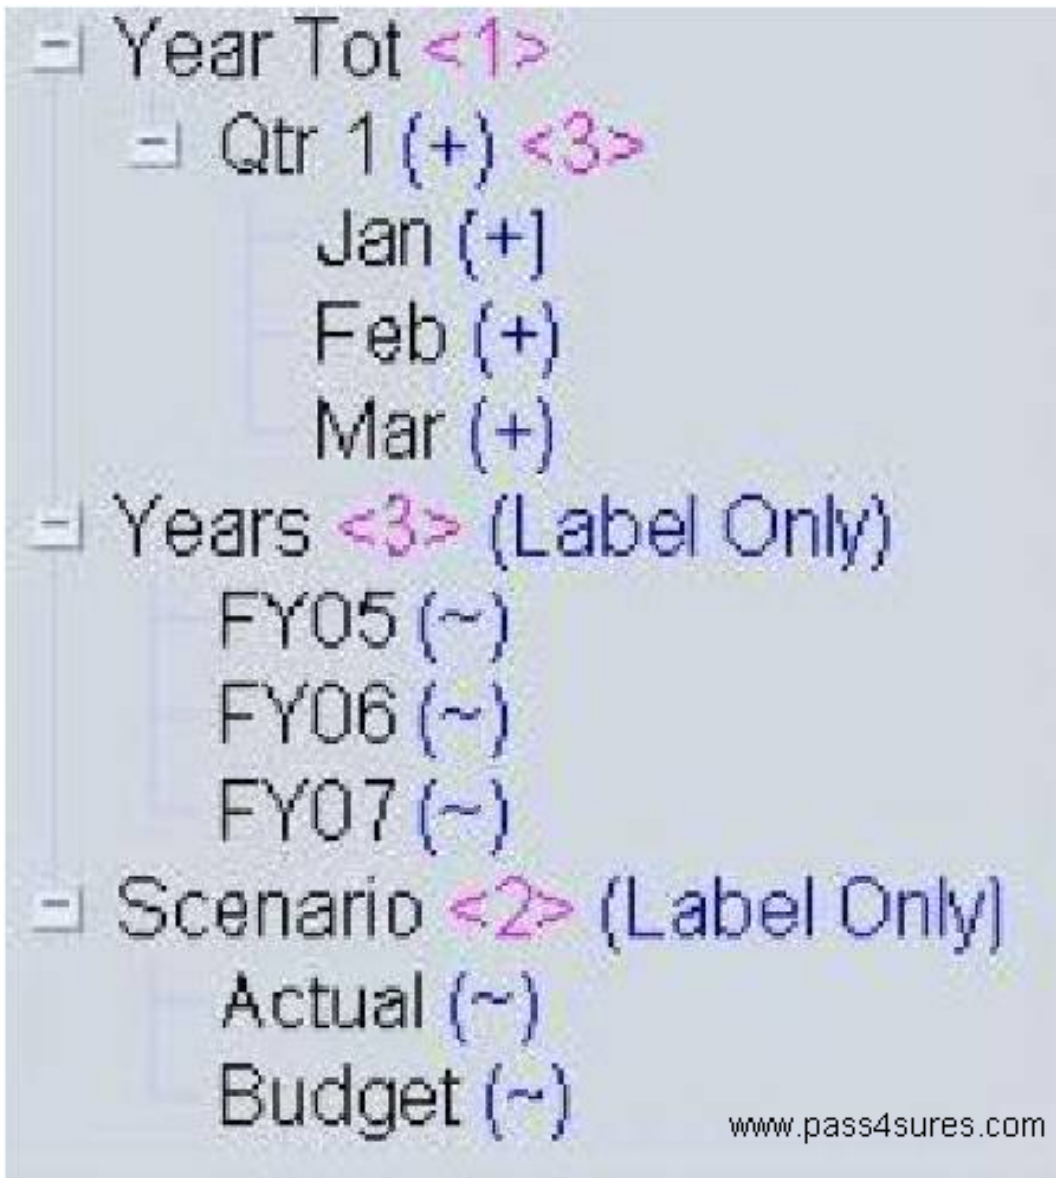 Year Tot <1>
Qtr 1 (+) <3>
Jan (+]
Feb (+)
Mar (+)
Years <3> (Label Only)
FY05 (~)
FY06 (~)
FY07 (~)
Scenario <2> (Label Only]
Actual (~)
Budget (~)
www.pass4sures.com